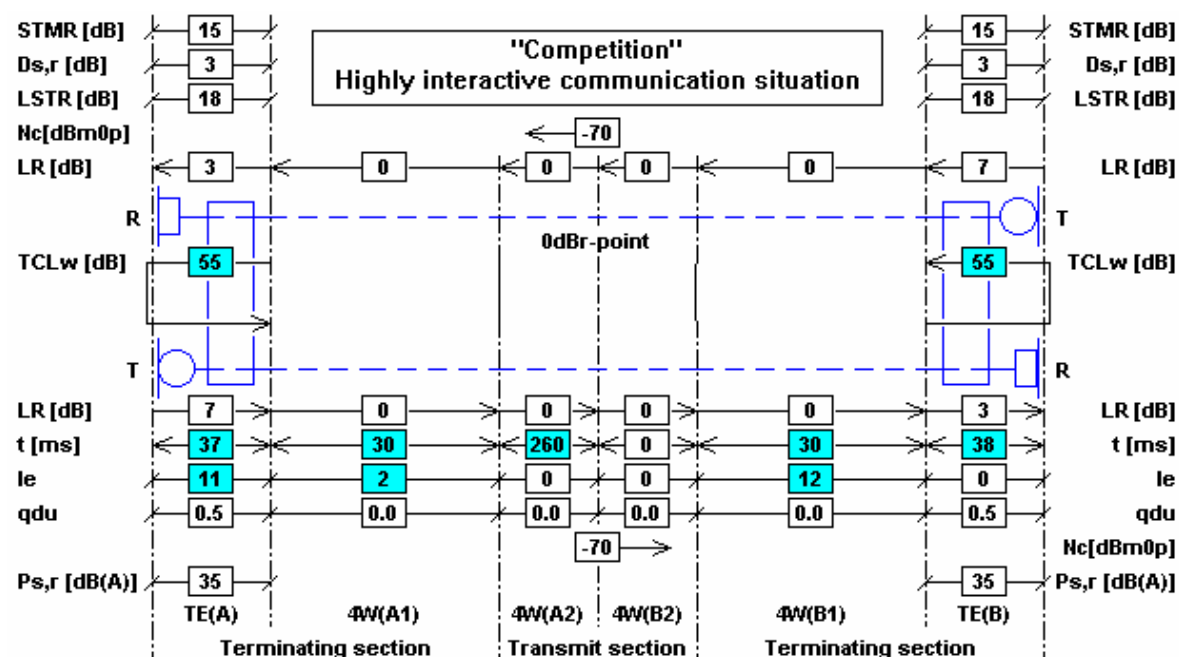 STMR [dB] 15 15 STMR [dB]
"Competition"
Ds,r [dB] 3 3 Ds,r [dB]
Highly interactive communication situation
LSTR [dB] 18 18 LSTR [dB]
Nc[dBm0p] -70
LR [dB] 3 0 0 0 0 7 LR [dB]
R T
0dBr-point
TCLw [dB] 55 55 TCLw [dB]
T R
LR [dB] 7 0 0 0 0 3 LR [dB]
t [ms] 37 30 260 0 30 38 t [ms]
Ie 11 2 0 0 12 0 Ie
qdu 0.5 0.0 0.0 0.0 0.0 0.5 qdu
-70 Nc[dBm0p]
Ps,r [dB(A)] 35 35 Ps,r [dB(A)]
TE(A) 4W(A1) 4W(A2) 4W(B2) 4W(B1) TE(B)
Terminating section Transmit section Terminating section